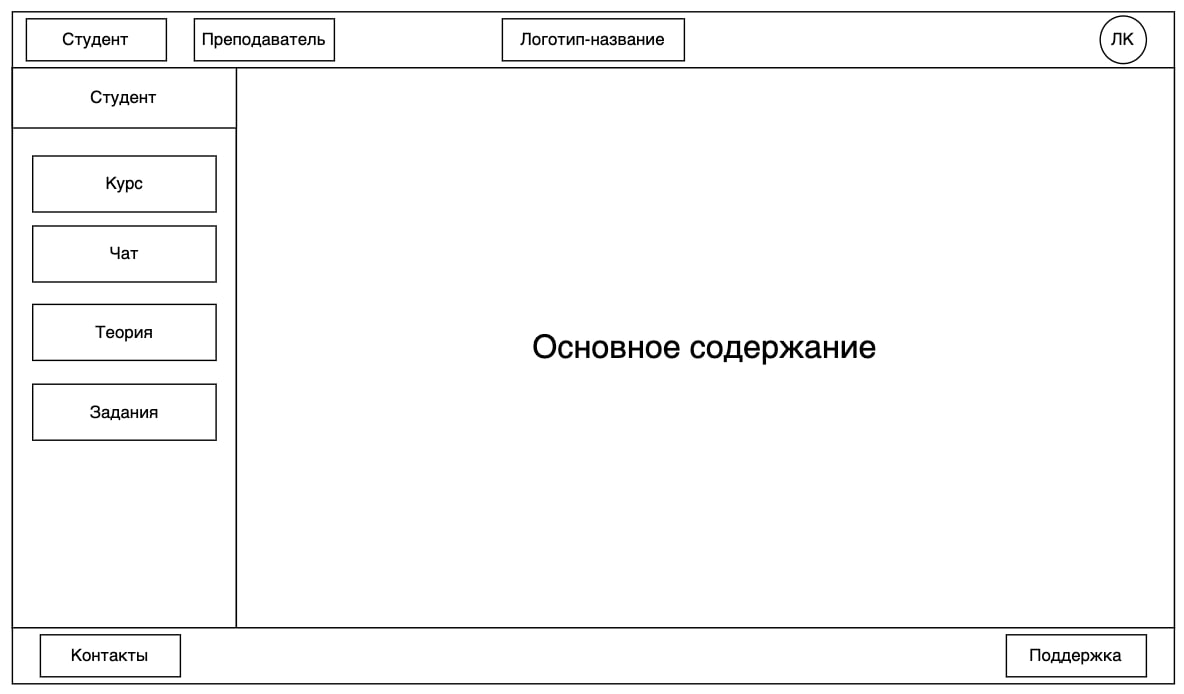 Студент
Преподаватель
Логотип-название
ЛК
Студент
Курс
Чат
Теория
Задания
Основное содержание
Контакты
Поддержка